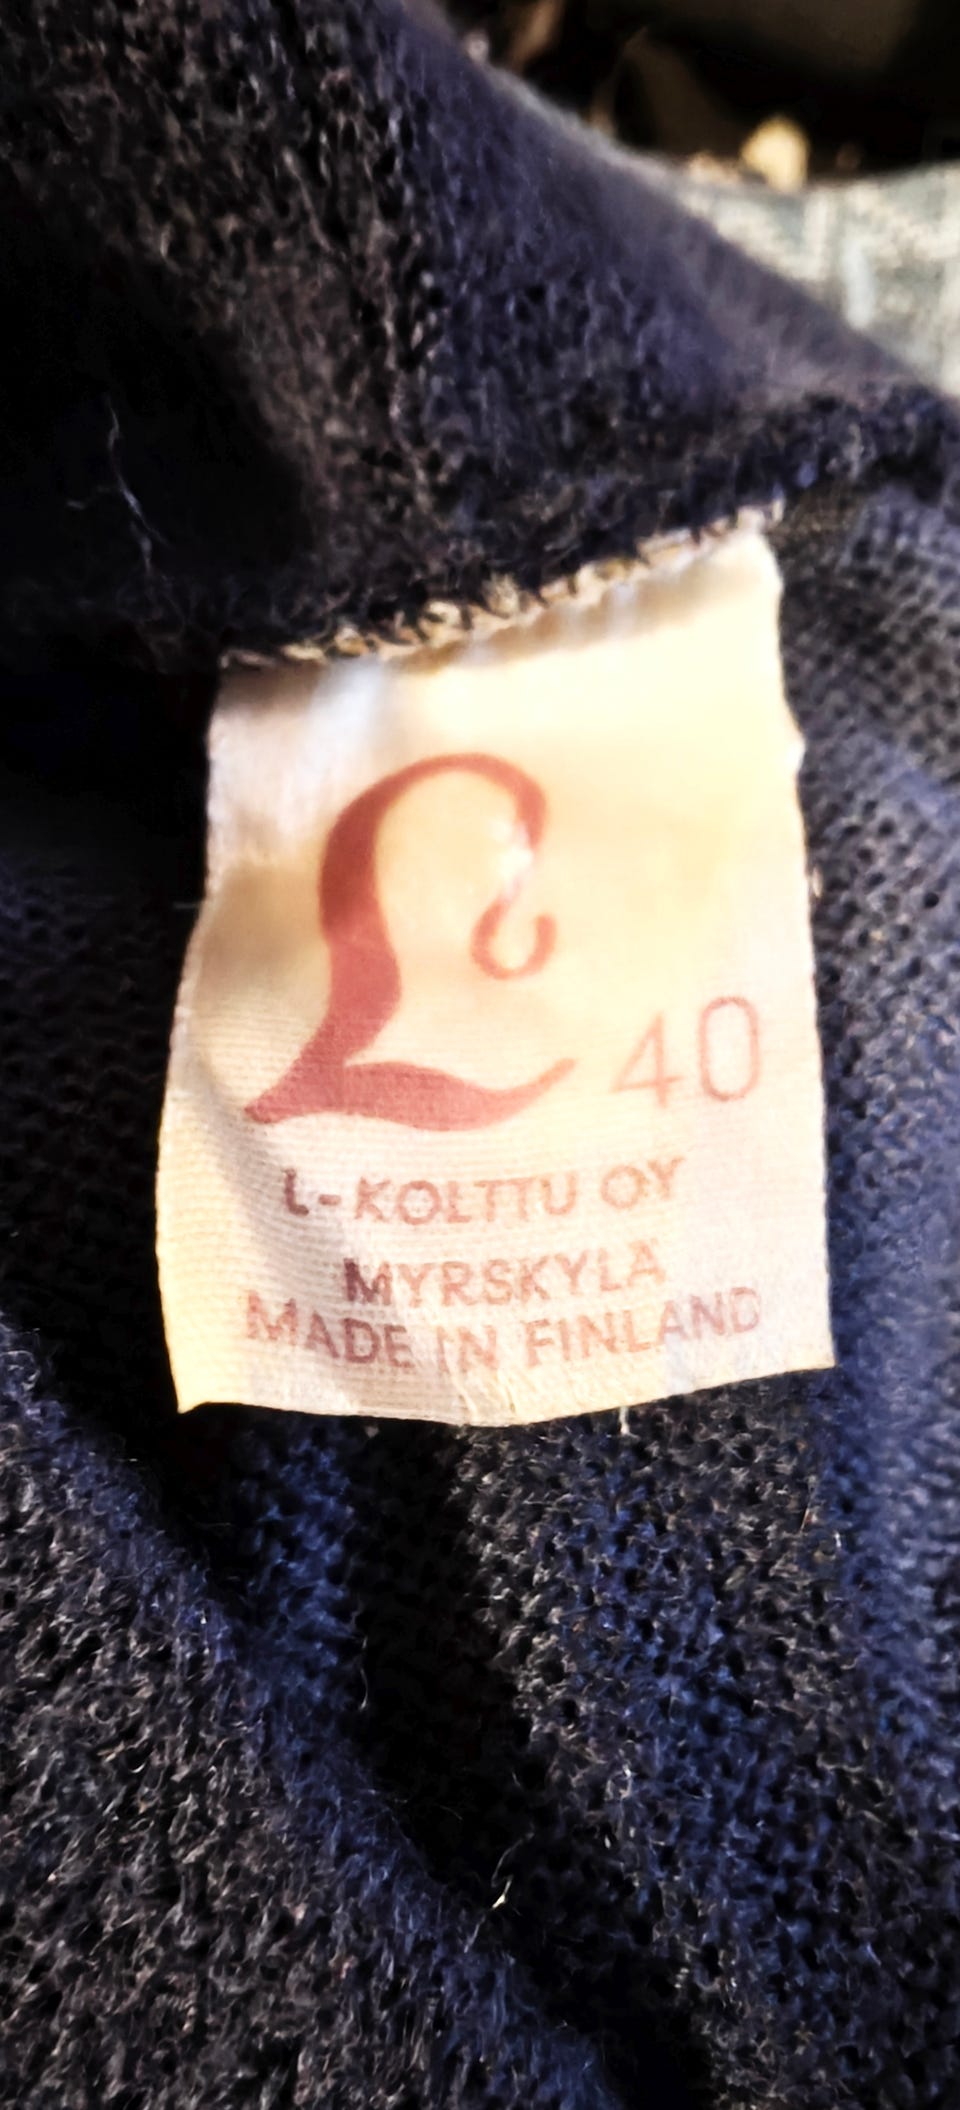 L 40
L-KOLTTU OY
MYRSKYLÄ
MADE IN FINLAND